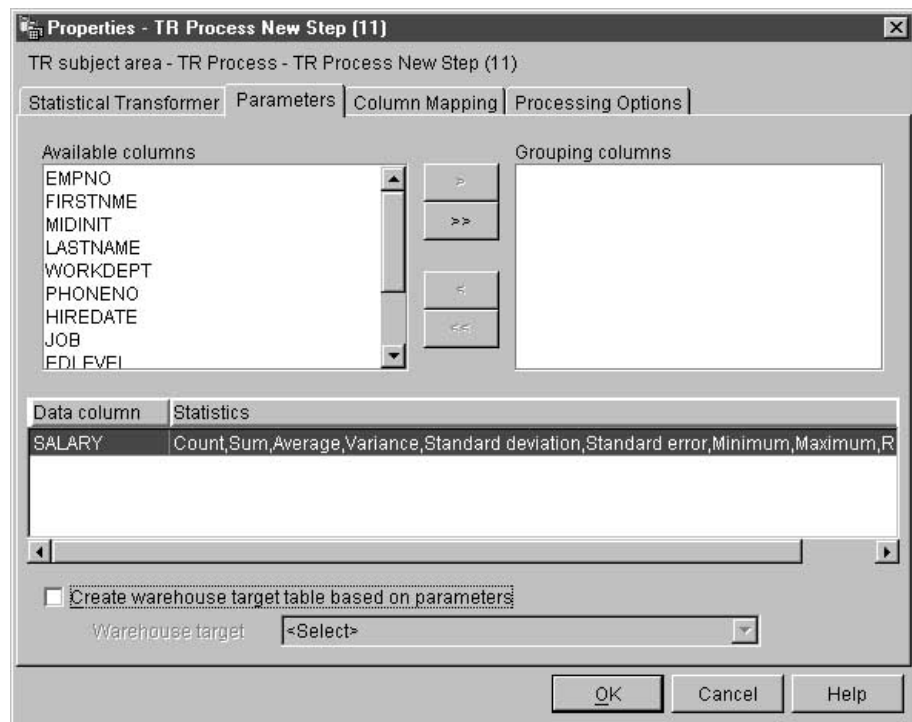 Properties - TR Process New Step (11)
TR subject area - TR Process - TR Process New Step (11)
Statistical Transformer Parameters Column Mapping Processing Options
Available columns
EMPNO
FIRSTNME
MIDINIT
LASTNAME
WORKDEPT
PHONENO
HIREDATE
JOB
EDLEVEL
>
>>
<
<<
Grouping columns
Data column Statistics
SALARY Count,Sum,Average,Variance,Standard deviation,Standard error,Minimum,Maximum,R
Create warehouse target table based on parameters
Warehouse target <Select>
OK Cancel Help